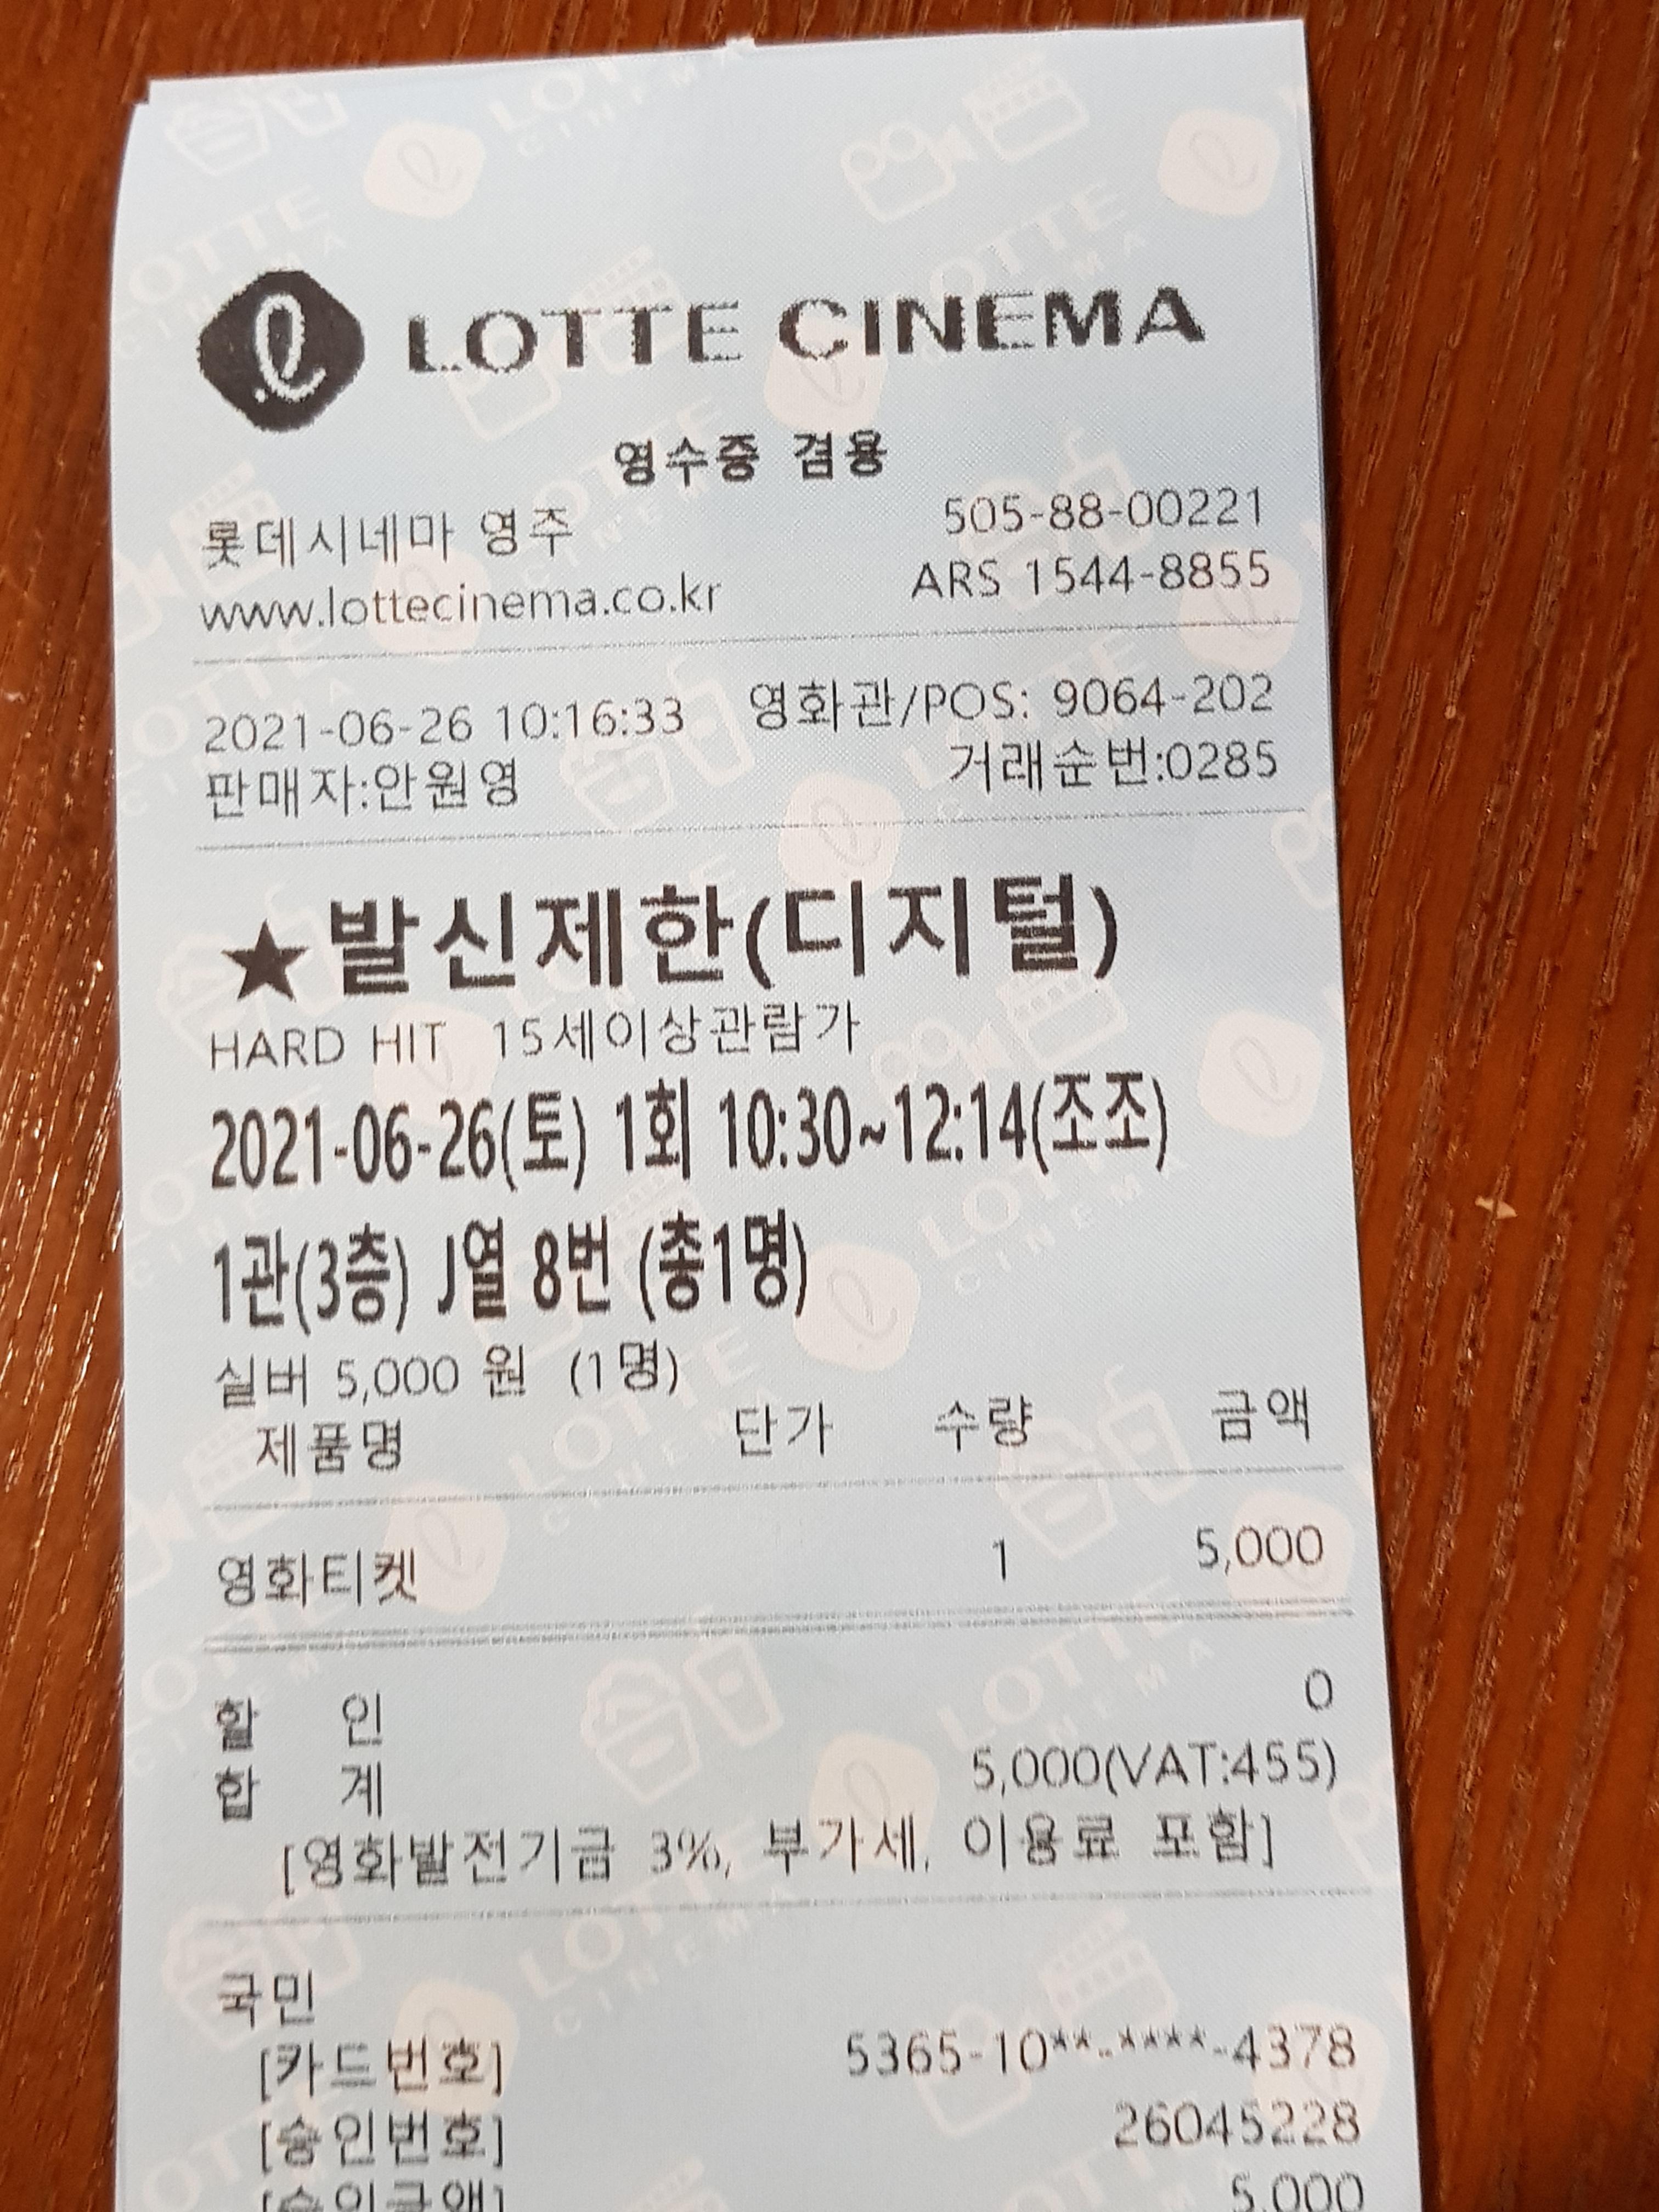 LOTTE CINEMA
영수증 겸용
롯데시네마 영주 505-88-00221
www.lottecinema.co.kr ARS 1544-8855
2021-06-26 10:16:33 영화관/POS: 9064-202
판매자:안원영 거래순번:0285
★발신제한(디지털)
HARD HIT 15세이상관람가
2021-06-26(토) 1회 10:30~12:14(조조)
1관(3층) J열 8번 (총1명)
실버 5,000 원 (1명)
제품명 단가 수량 금액
영화티켓 1 5,000
할 인 0
합 계 5,000(VAT:455)
[영화발전기금 3%, 부가세, 이용료 포함]
국민
[카드번호] 5365-10**-****-4378
[승인번호] 26045228
[승인금액] 5,000